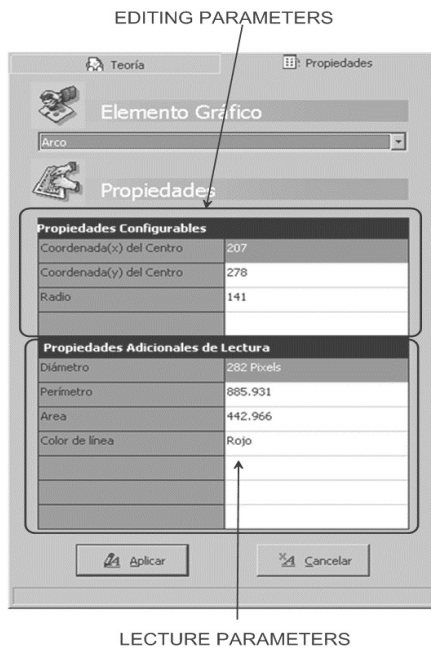 EDITING PARAMETERS
Teoría Propiedades
Elemento Gráfico
Arco
Propiedades
Propiedades Configurables
Coordenada(x) del Centro 207
Coordenada(y) del Centro 278
Radio 141
Propiedades Adicionales de Lectura
Diámetro 282 Pixels
Perímetro 885.931
Area 442.966
Color de línea Rojo
Aplicar Cancelar
LECTURE PARAMETERS